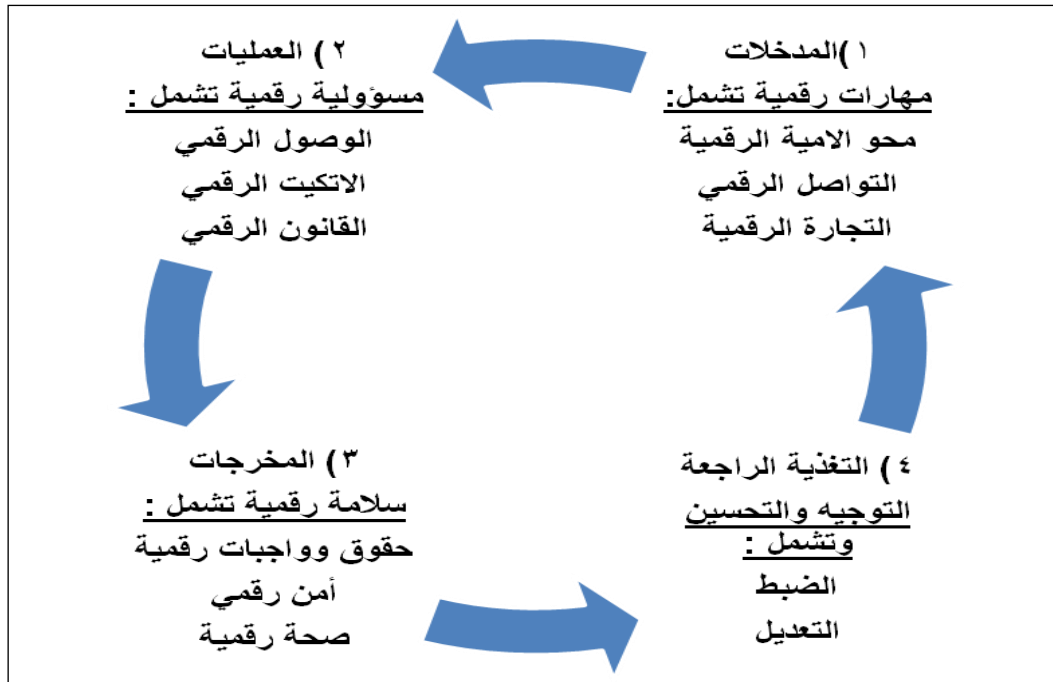 ١)المدخلات
مهارات رقمية تشمل:
محو الامية الرقمية
التواصل الرقمي
التجارة الرقمية
٢) العمليات
مسؤولية رقمية تشمل :
الوصول الرقمي
الاتكيت الرقمي
القانون الرقمي
٣) المخرجات
سلامة رقمية تشمل :
حقوق وواجبات رقمية
أمن رقمي
صحة رقمية
٤) التغذية الراجعة
التوجيه والتحسين
وتشمل :
الضبط
التعديل